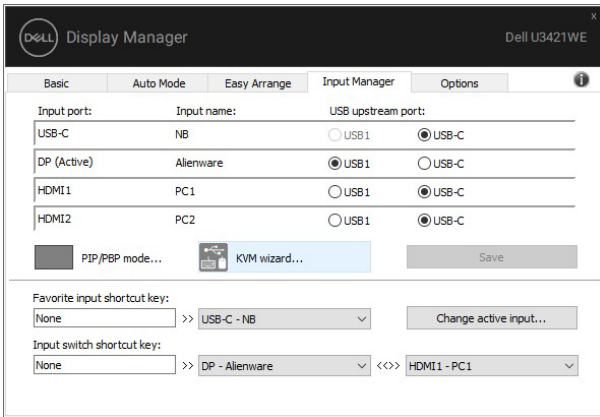 x
DELL Display Manager Dell U3421WE
Basic Auto Mode Easy Arrange Input Manager Options i
Input port: Input name: USB upstream port:
USB-C NB USB1 USB-C
DP (Active) Alienware USB1 USB-C
HDMI1 PC1 USB1 USB-C
HDMI2 PC2 USB1 USB-C
PIP/PBP mode... KVM wizard... Save
Favorite input shortcut key:
None >> USB-C - NB Change active input...
Input switch shortcut key:
None >> DP - Alienware <<>> HDMI1 - PC1